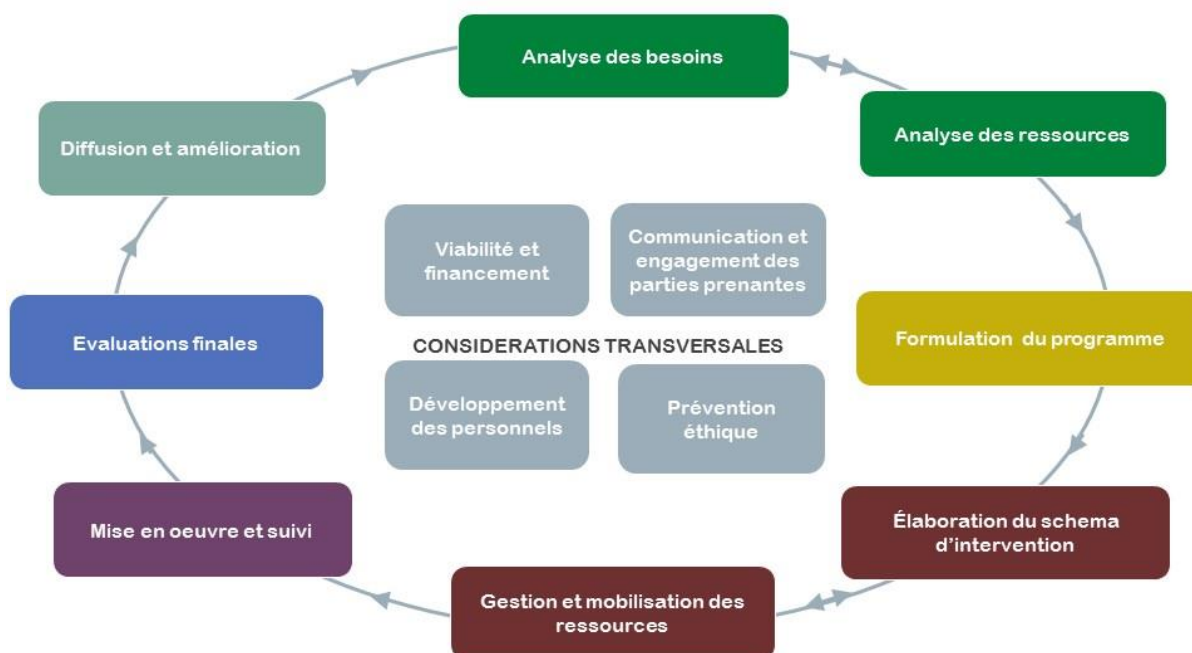 Analyse des besoins
Analyse des ressources
Diffusion et amélioration
Viabilité et
financement
Communication et
engagement des
parties prenantes
Evaluations finales
CONSIDERATIONS TRANSVERSALES
Formulation du programme
Développement
des personnels
Prévention
éthique
Mise en oeuvre et suivi
Élaboration du schema
d'intervention
Gestion et mobilisation des
ressources